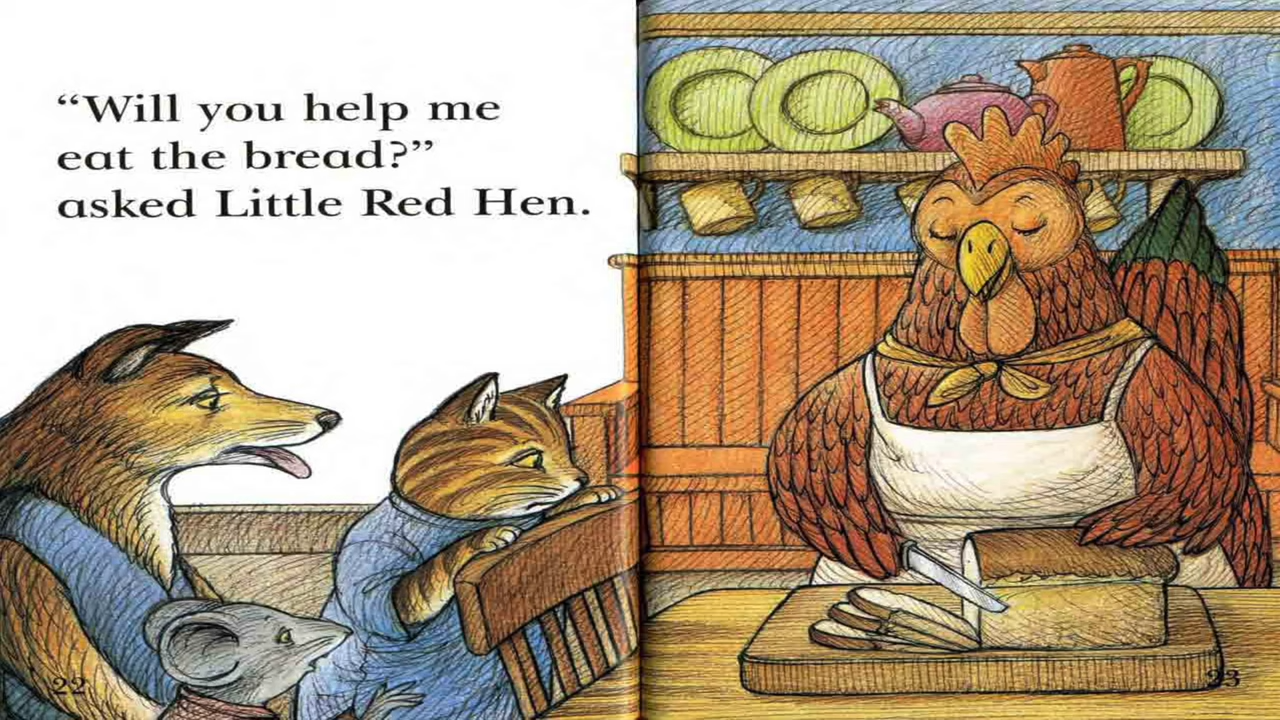 “Will you help me
eat the bread?”
asked Little Red Hen.
22
23